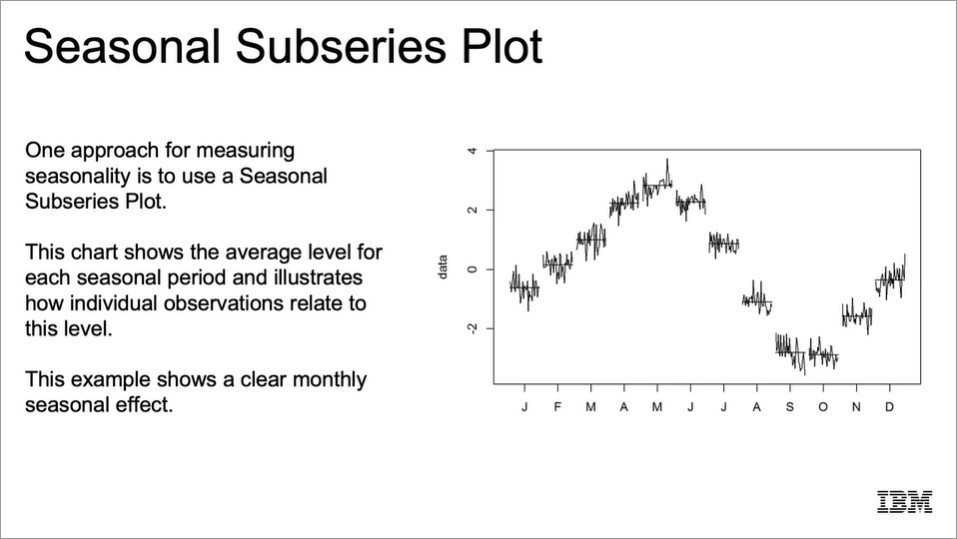 Seasonal Subseries Plot
One approach for measuring
seasonality is to use a Seasonal
Subseries Plot.
This chart shows the average level for
each seasonal period and illustrates
how individual observations relate to
this level.
This example shows a clear monthly
seasonal effect.
data
4
2
0
-2
J F M A M J J A S O N D
IBM